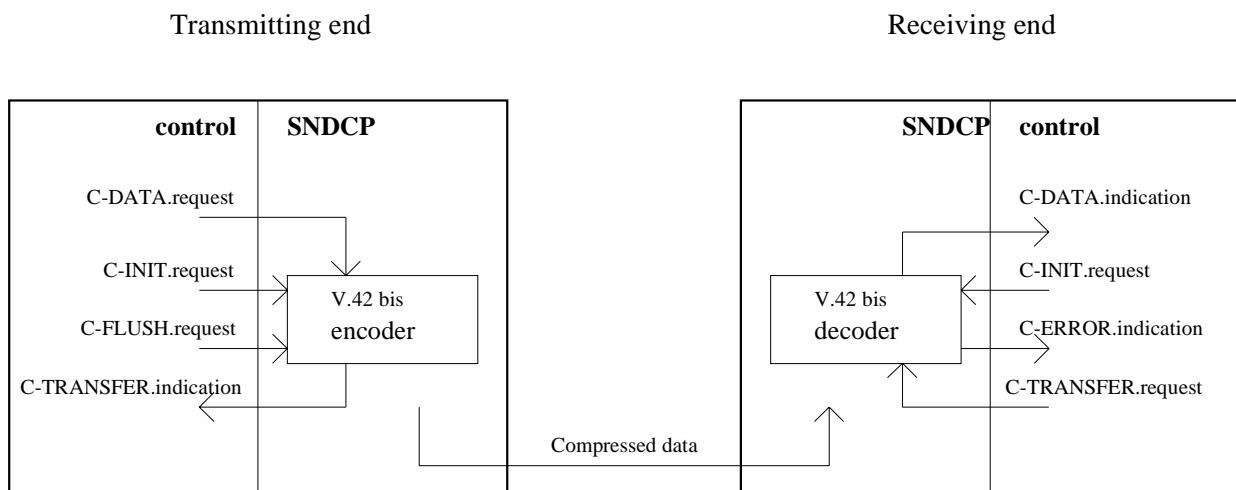 Transmitting end
Receiving end
control
SNDCP
SNDCP
control
C-DATA.request
C-INIT.request
C-FLUSH.request
C-TRANSFER.indication
V.42 bis
encoder
V.42 bis
decoder
C-DATA.indication
C-INIT.request
C-ERROR.indication
C-TRANSFER.request
Compressed data